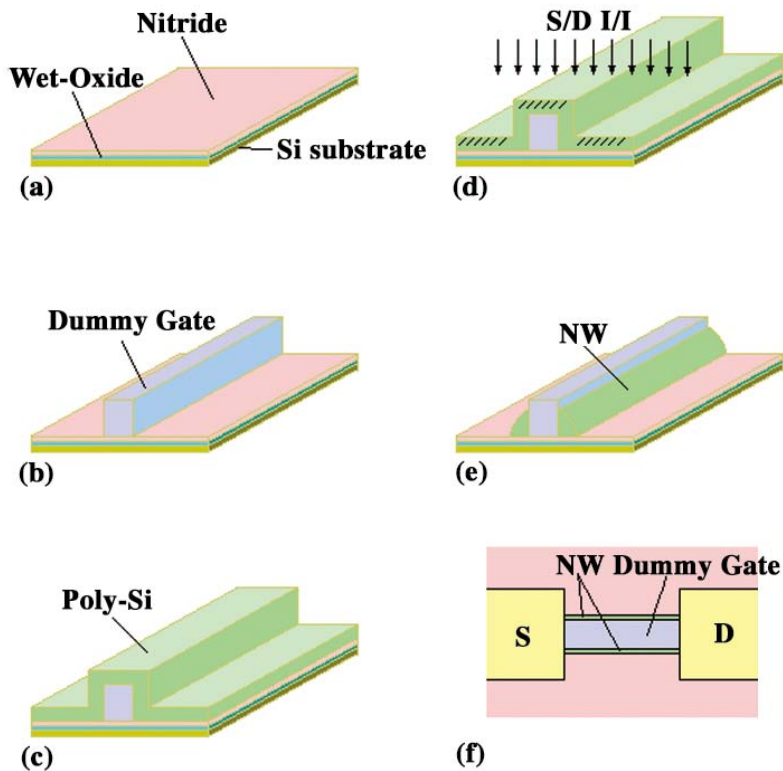 Nitride
Wet-Oxide
Si substrate
(a)
Dummy Gate
(b)
Poly-Si
(c)
S/D I/I
(d)
NW
(e)
NW Dummy Gate
S
D
(f)